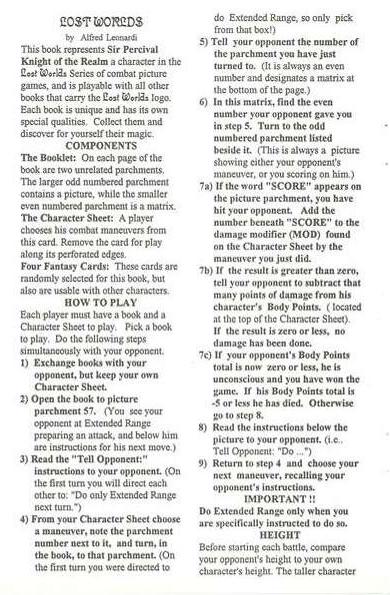 LOST WORLDS
by Alfred Leonardi
This book represents Sir Percival
Knight of the Realm a character in the
Lost Worlds Series of combat picture
games, and is playable with all other
books that carry the Lost Worlds logo.
Each book is unique and has its own
special qualities. Collect them and
discover for yourself their magic.
COMPONENTS
The Booklet: On each page of the
book are two unrelated parchments.
The larger odd numbered parchment
contains a picture, while the smaller
even numbered parchment is a matrix.
The Character Sheet: A player
chooses his combat maneuvers from
this card. Remove the card for play
along its perforated edges.
Four Fantasy Cards: These cards are
randomly selected for this book, but
also are usable with other characters.
HOW TO PLAY
Each player must have a book and a
Character Sheet to play. Pick a book
to play. Do the following steps
simultaneously with your opponent.
1) Exchange books with your
opponent, but keep your own
Character Sheet.
2) Open the book to picture
parchment 57. (You see your
opponent at Extended Range
preparing an attack, and below him
are instructions for his next move.)
3) Read the "Tell Opponent:"
instructions to your opponent. (On
the first turn you will direct each
other to: "Do only Extended Range
next turn.")
4) From your Character Sheet choose
a maneuver, note the parchment
number next to it, and turn, in
the book, to that parchment. (On
the first turn you were directed to
do Extended Range, so only pick
from that box!)
5) Tell your opponent the number of
the parchment you have just
turned to. (It is always an even
number and designates a matrix at
the bottom of the page.)
6) In this matrix, find the even
number your opponent gave you
in step 5. Turn to the odd
numbered parchment listed
beside it. (This is always a picture
showing either your opponent's
maneuver, or you scoring on him.)
7a) If the word "SCORE" appears on
the picture parchment, you have
hit your opponent. Add the
number beneath "SCORE" to the
damage modifier (MOD) found
on the Character Sheet by the
maneuver you just did.
7b) If the result is greater than zero,
tell your opponent to subtract that
many points of damage from his
character's Body Points. ( located
at the top of the Character Sheet).
If the result is zero or less, no
damage has been done.
7c) If your opponent's Body Points
total is now zero or less, he is
unconscious and you have won the
game. If his Body Points total is
-5 or less he has died. Otherwise
go to step 8.
8) Read the instructions below the
picture to your opponent. (i.e..
Tell Opponent: "Do ...")
9) Return to step 4 and choose your
next maneuver, recalling your
opponent's instructions.
IMPORTANT !!
Do Extended Range only when you
are specifically instructed to do so.
HEIGHT
Before starting each battle, compare
your opponent's height to your own
character's height. The taller character